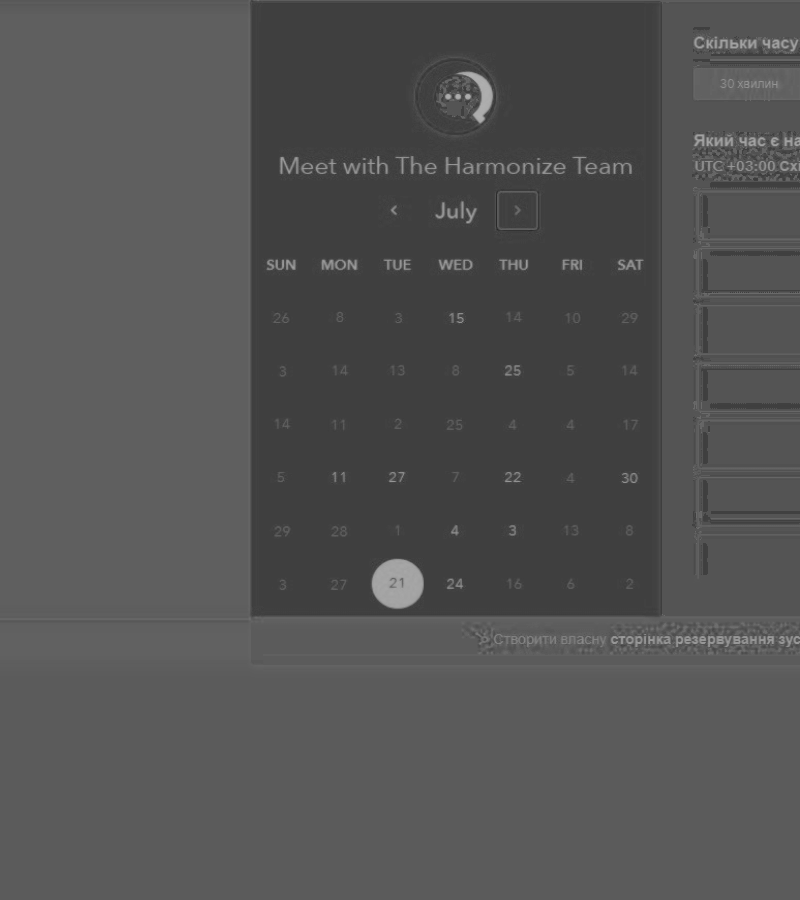 Meet with The Harmonize Team
July
SUN MON TUE WED THU FRI SAT
26 8 3 15 14 10 29
3 14 13 8 25 5 14
14 11 2 25 4 4 17
5 11 27 7 22 4 30
29 28 1 4 3 13 8
3 27 21 24 16 6 2
Скільки часу
30 хвилин
Який час є на
UTC +03:00 Схі
Створити власну сторінка резервування зус